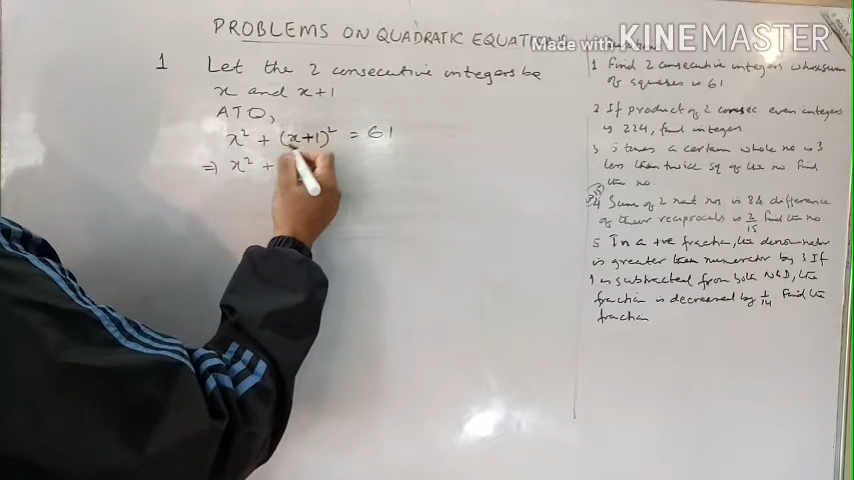 PROBLEMS ON QUADRATIC EQUATIONS
Made with KINEMASTER
1 Let the 2 consecutive integers be
x and x+1
ATQ,
x² + (x+1)² = 61
⇒ x² +
1 Find 2 consecutive integers whose sum
of squares is 61
2 If product of 2 consec even integers
is 224, find integers
3 5 times a certain whole no is 3
less than twice sq of the no find
the no.
4 Sum of 2 nat nos. is 8 & difference
of their reciprocals is 2/15 find the no
5 In a +ve fraction, the denominator
is greater than numerator by 3 If
1 is subtracted from both N&D, the
fraction is decreased by 1/14 Find the
fraction